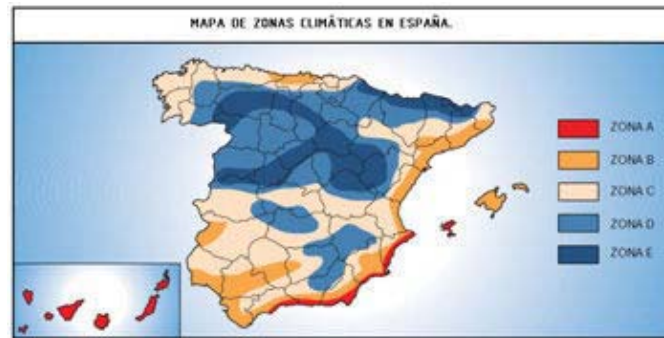 MAPA DE ZONAS CLIMÁTICAS EN ESPAÑA.
ZONA A
ZONA B
ZONA C
ZONA D
ZONA E